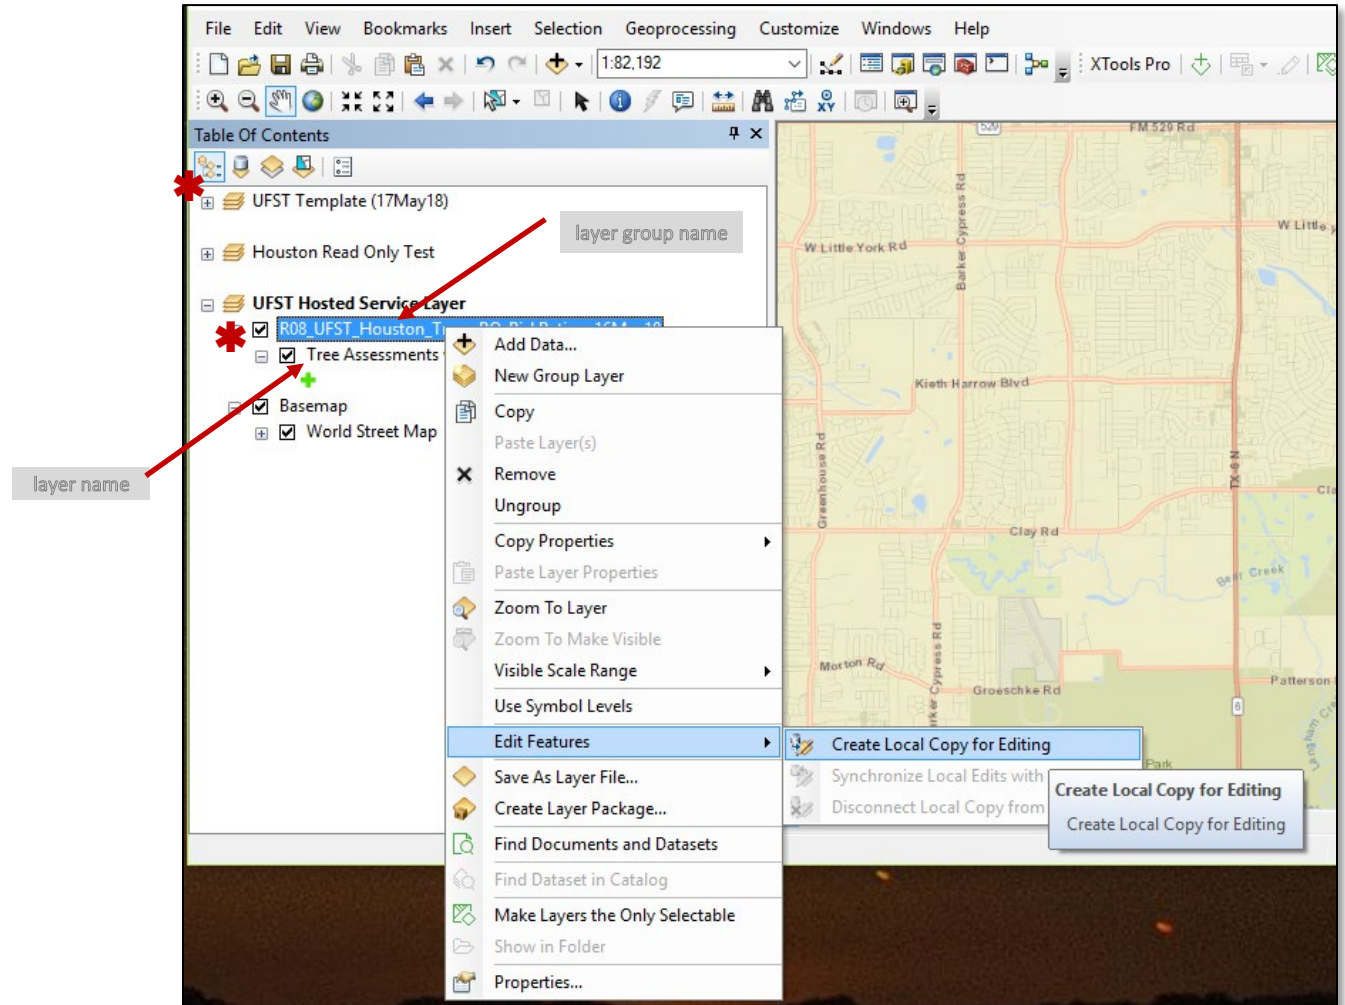 File Edit View Bookmarks Insert Selection Geoprocessing Customize Windows Help
1:82,192 XTools Pro
Table Of Contents
UFST Template (17May18)
layer group name
Houston Read Only Test
UFST Hosted Service Layer
R08_UFST_Houston_
Tree Assessments
Basemap
World Street Map
layer name
Add Data...
New Group Layer
Copy
Paste Layer(s)
Remove
Ungroup
Copy Properties
Paste Layer Properties
Zoom To Layer
Zoom To Make Visible
Visible Scale Range
Use Symbol Levels
Edit Features
Save As Layer File...
Create Layer Package...
Find Documents and Datasets
Find Dataset in Catalog
Make Layers the Only Selectable
Show in Folder
Properties...
Create Local Copy for Editing
Synchronize Local Edits with
Disconnect Local Copy from
Create Local Copy for Editing
Create Local Copy for Editing
529
FM 529 Rd
W Little York Rd
Barker Cypress Rd
W Little
Kieth Harrow Blvd
Greenhouse Rd
TX-6 N
Clay Rd
Bear Creek
Morton Rd
Groeschke Rd
Patterson
6
Cypress Rd
Park
Langham